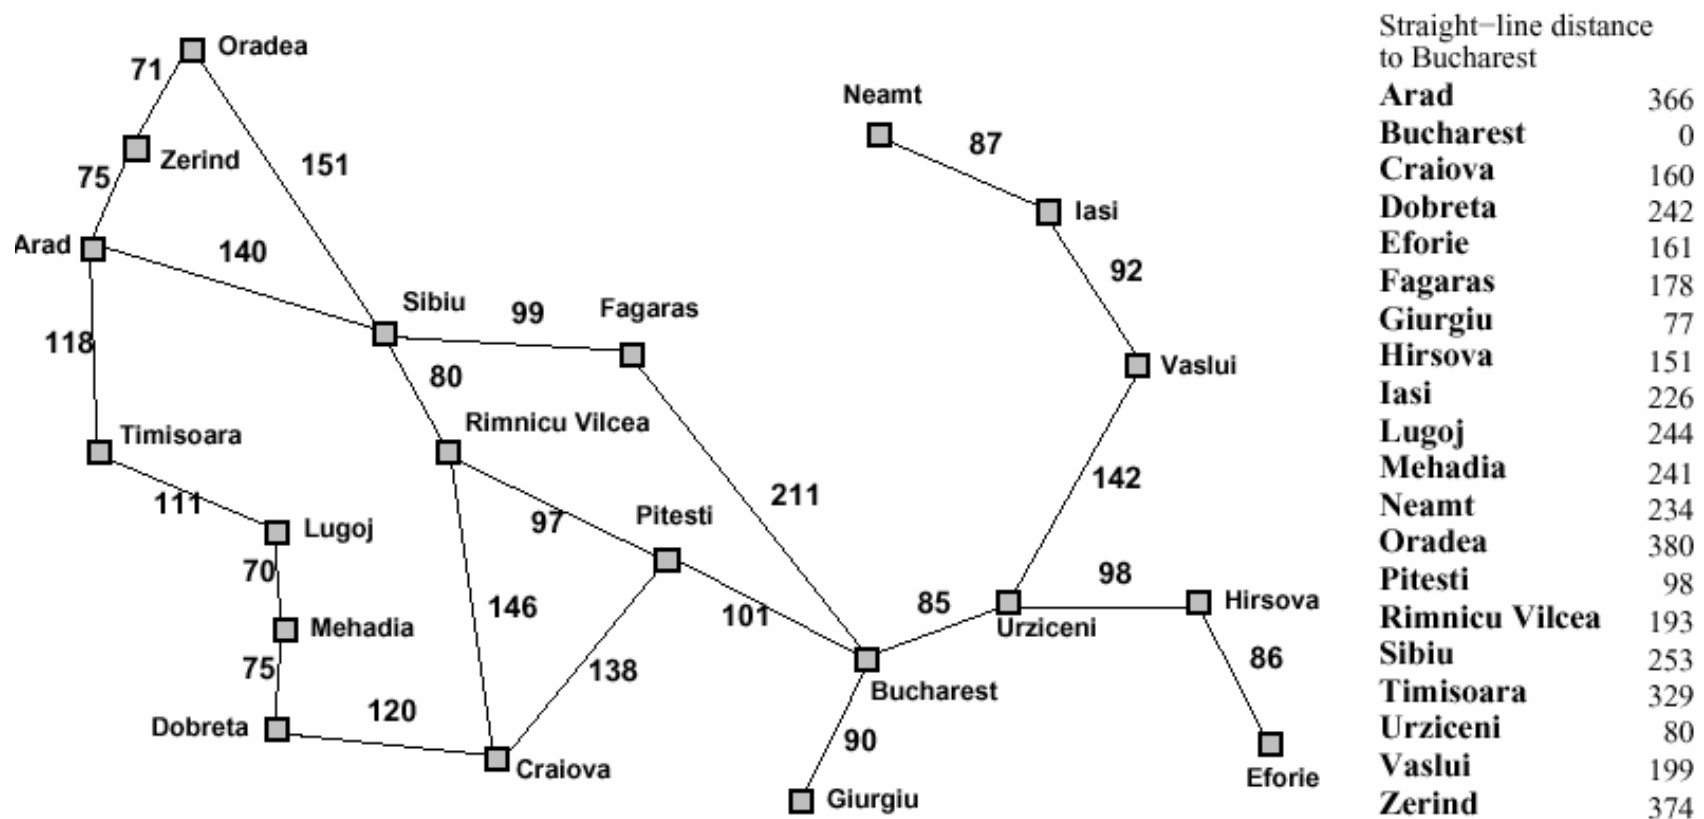 Oradea
71
Neamt
87
Zerind
151
75
Iasi
Arad
140
92
Sibiu
99
Fagaras
118
80
Vaslui
Timisoara
Rimnicu Vilcea
142
111
211
Lugoj
97
Pitesti
70
98
Hirsova
146
101
85
Urziceni
Mehadia
86
75
138
Bucharest
120
Dobreta
90
Craiova
Eforie
Giurgiu
Straight-line distance
to Bucharest
Arad 366
Bucharest 0
Craiova 160
Dobreta 242
Eforie 161
Fagaras 178
Giurgiu 77
Hirsova 151
Iasi 226
Lugoj 244
Mehadia 241
Neamt 234
Oradea 380
Pitesti 98
Rimnicu Vilcea 193
Sibiu 253
Timisoara 329
Urziceni 80
Vaslui 199
Zerind 374